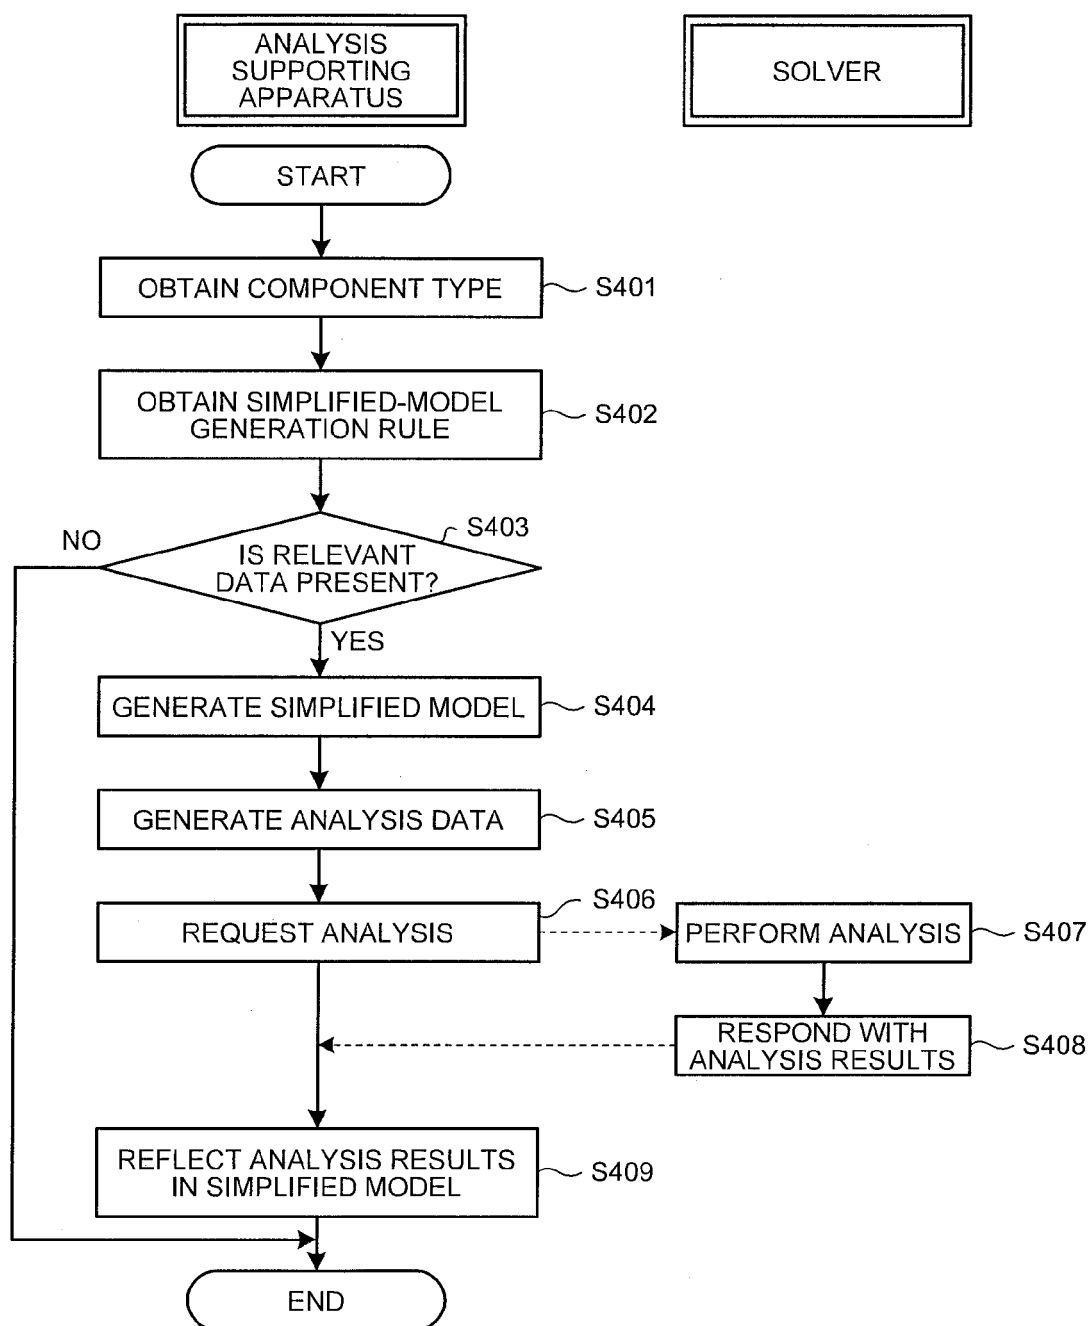 ANALYSIS
SUPPORTING
APPARATUS
SOLVER
START
OBTAIN COMPONENT TYPE
S401
OBTAIN SIMPLIFIED-MODEL
GENERATION RULE
S402
S403
NO
IS RELEVANT
DATA PRESENT?
YES
GENERATE SIMPLIFIED MODEL
S404
GENERATE ANALYSIS DATA
S405
S406
REQUEST ANALYSIS
PERFORM ANALYSIS
S407
RESPOND WITH
ANALYSIS RESULTS
S408
REFLECT ANALYSIS RESULTS
IN SIMPLIFIED MODEL
S409
END